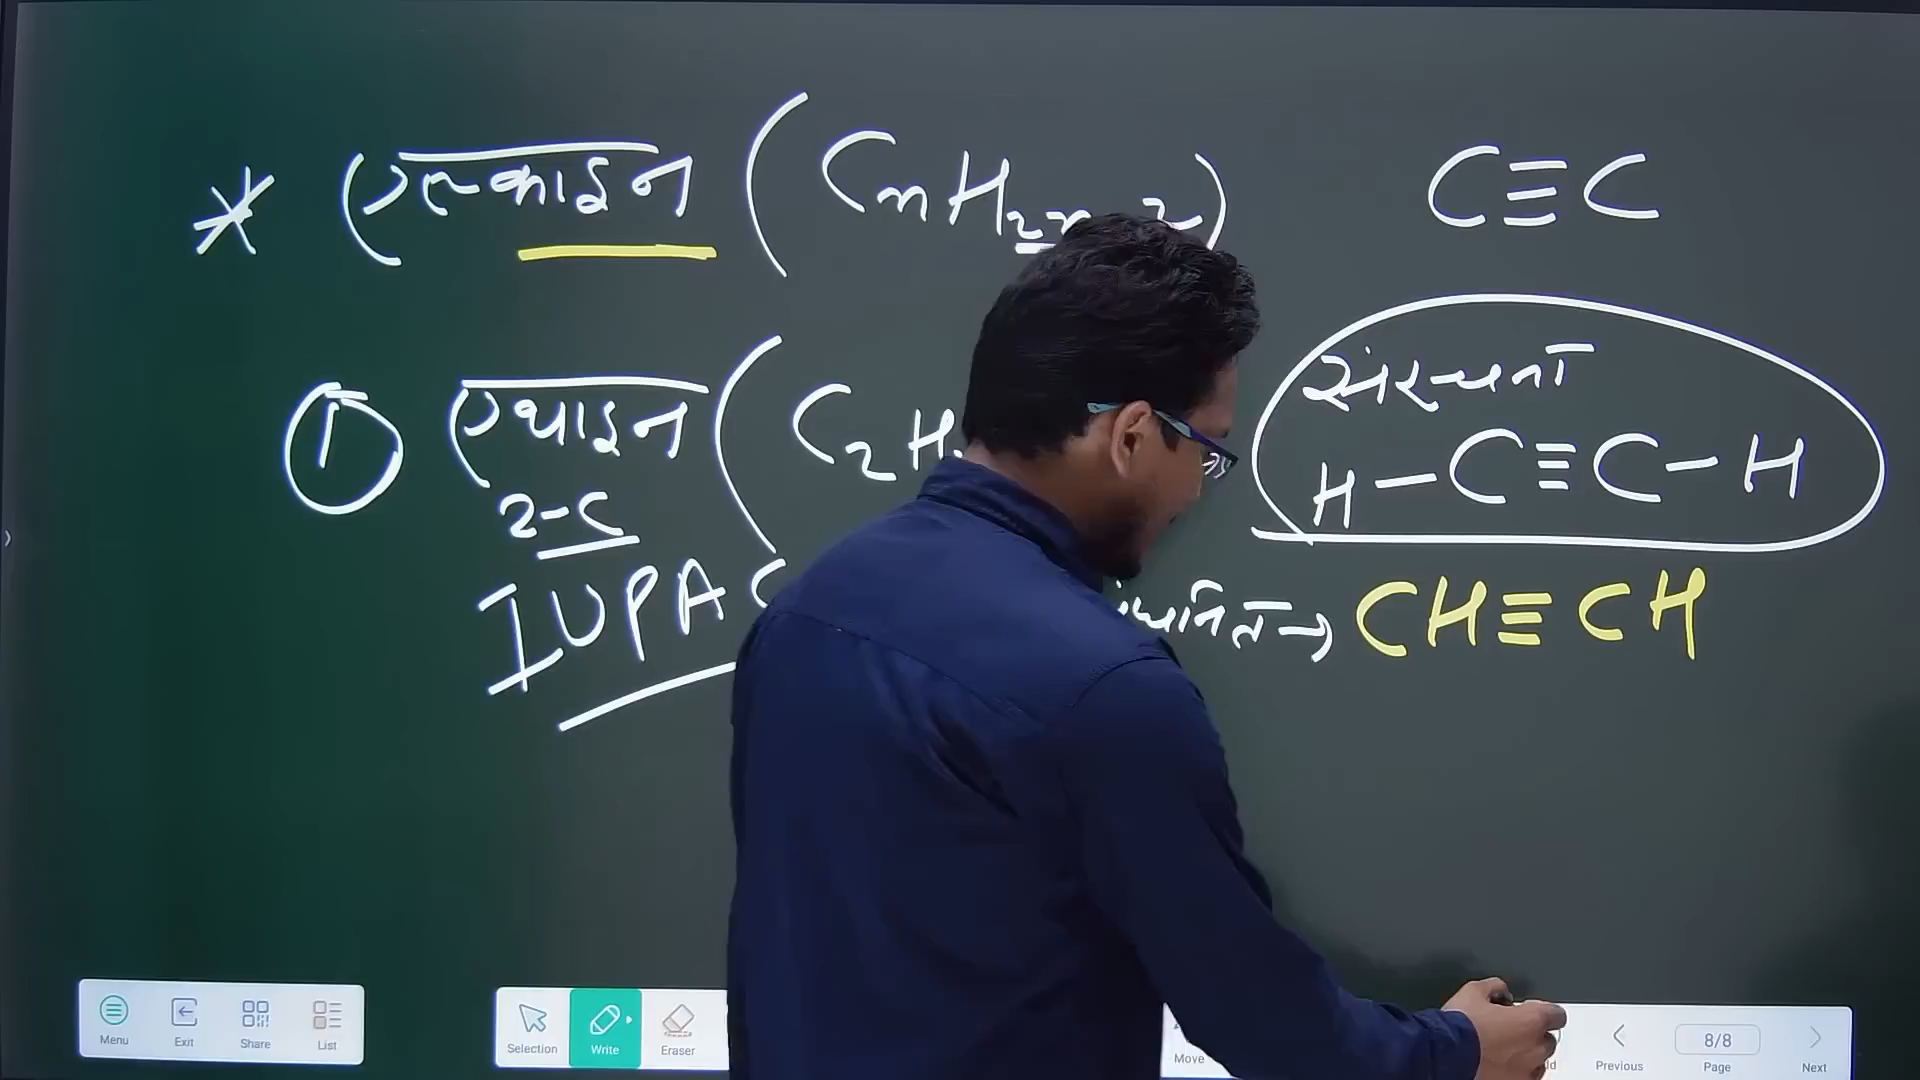 * एल्काइन (CnH2n-2) C≡C
① एथाइन (C2H
संरचना
H-C≡C-H
2-C
IUPAC
CH≡CH
Menu Exit Share List
Selection Write Eraser Move Previous 8/8 Page Next